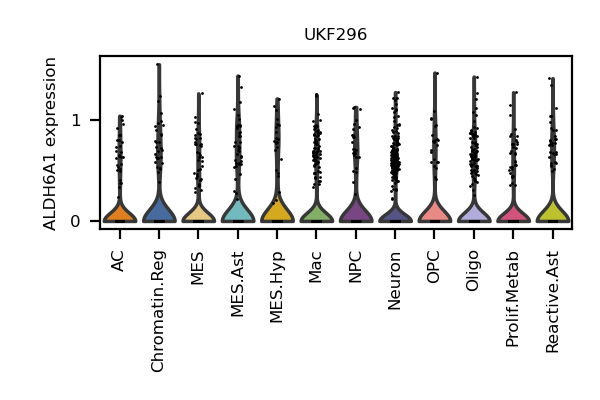 UKF296
ALDH6A1 expression
1
0
AC
Chromatin.Reg
MES
MES.Ast
MES.Hyp
Mac
NPC
Neuron
OPC
Oligo
Prolif.Metab
Reactive.Ast